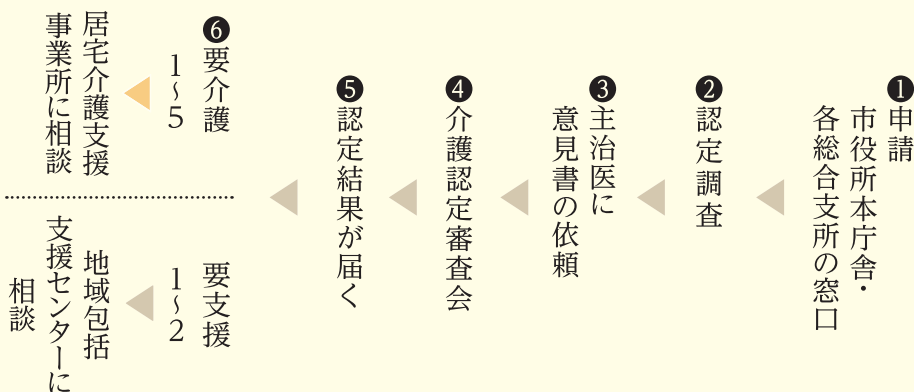 ❶申請
市役所本庁舎・
各総合支所の窓口
❷認定調査
❸主治医に
意見書の依頼
❹介護認定審査会
❺認定結果が届く
❻要介護
1~5
居宅介護支援
事業所に相談
要支援
1~2
地域包括
支援センターに
相談